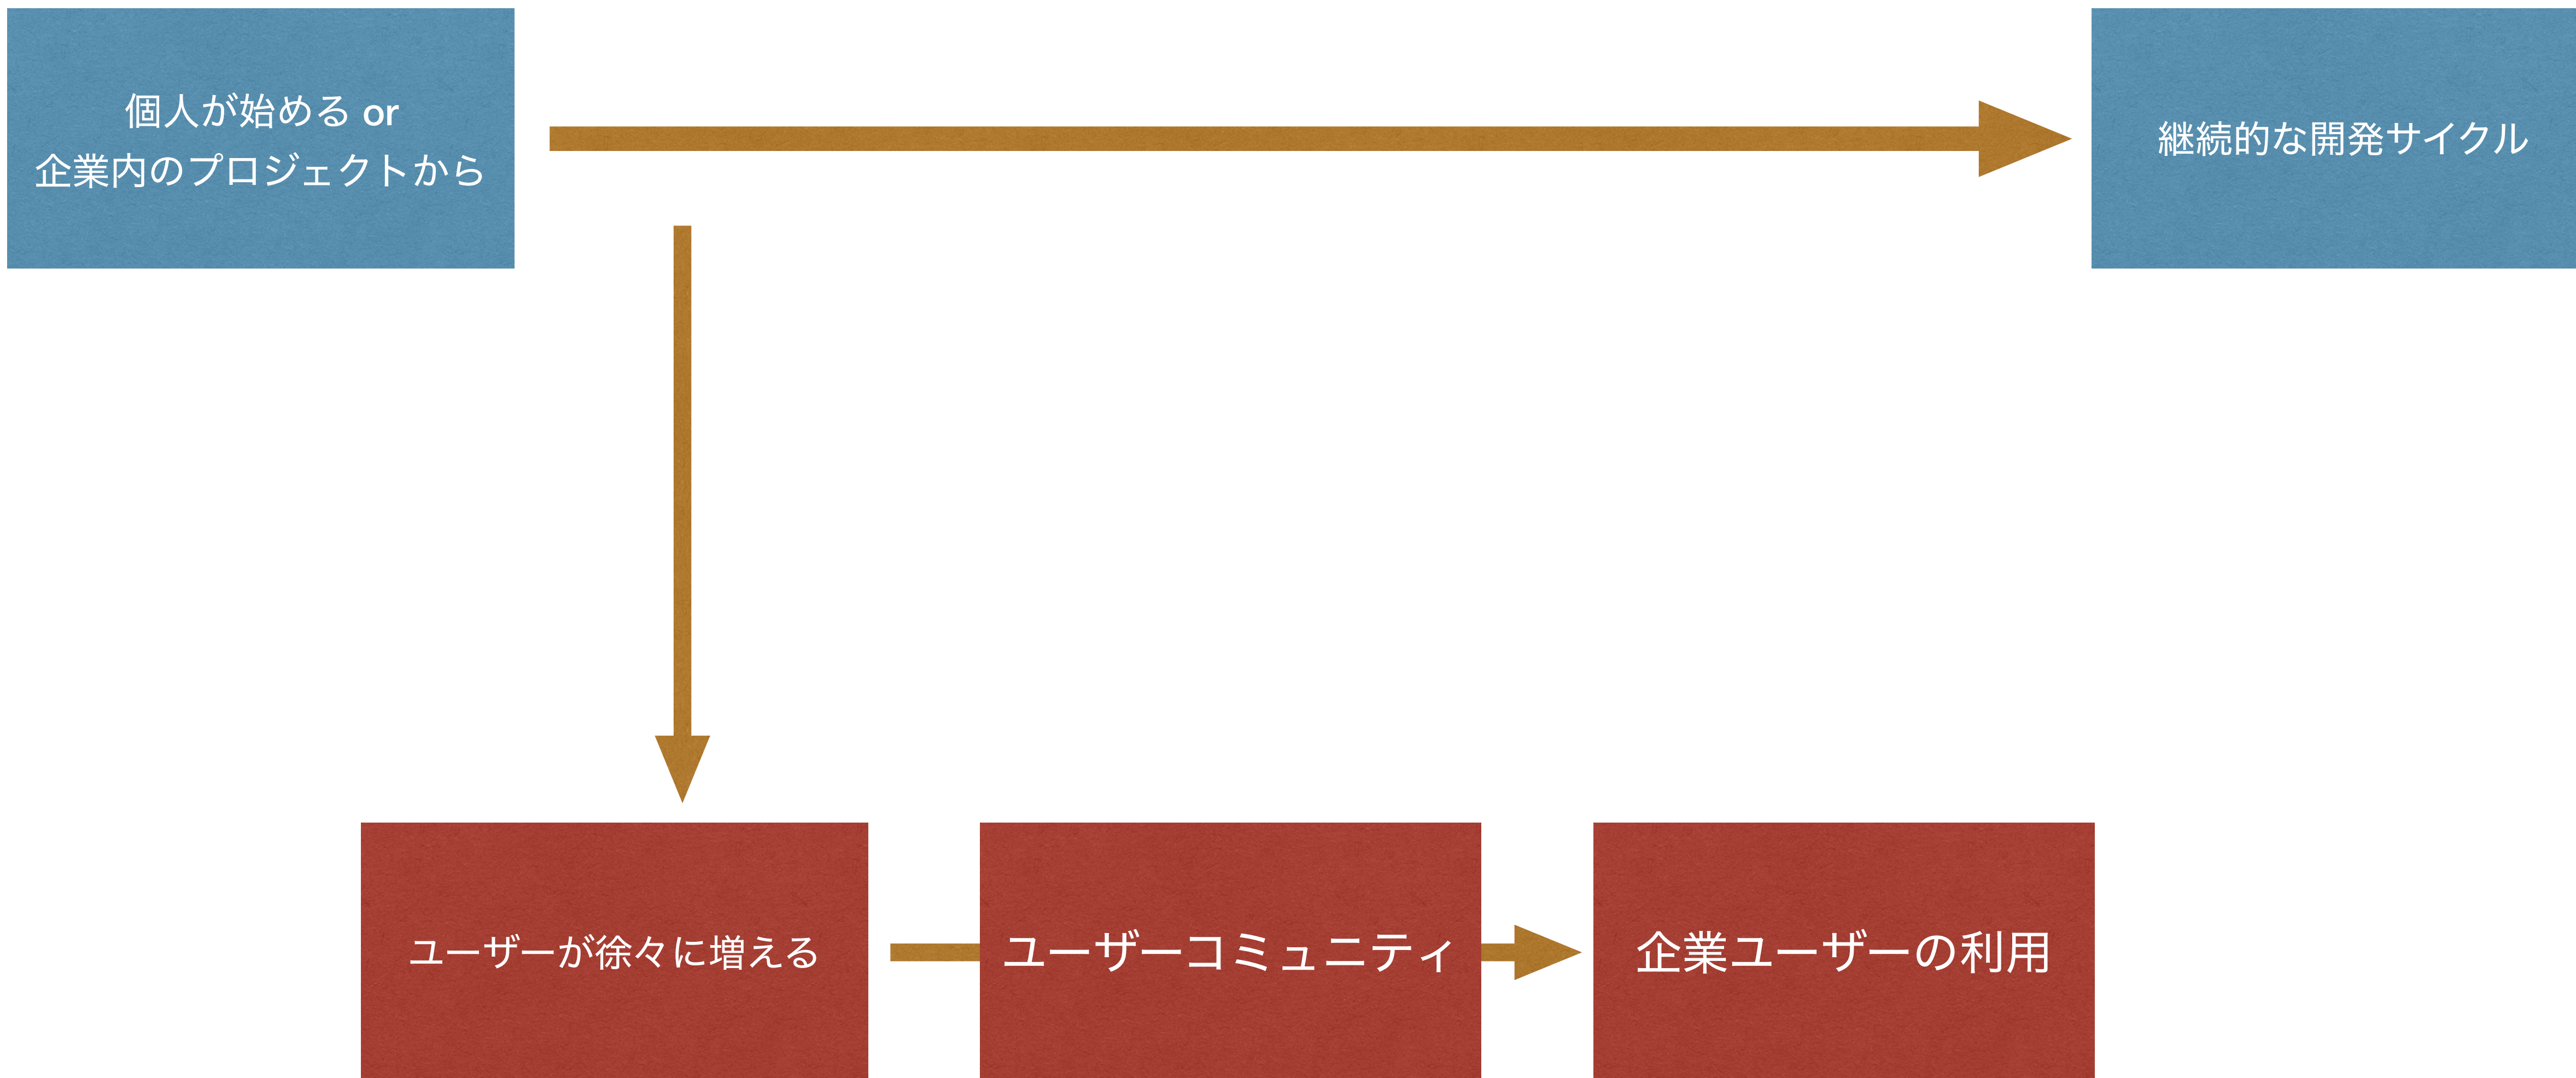 個人が始める or
企業内のプロジェクトから
継続的な開発サイクル
ユーザーが徐々に増える
ユーザーコミュニティ
企業ユーザーの利用